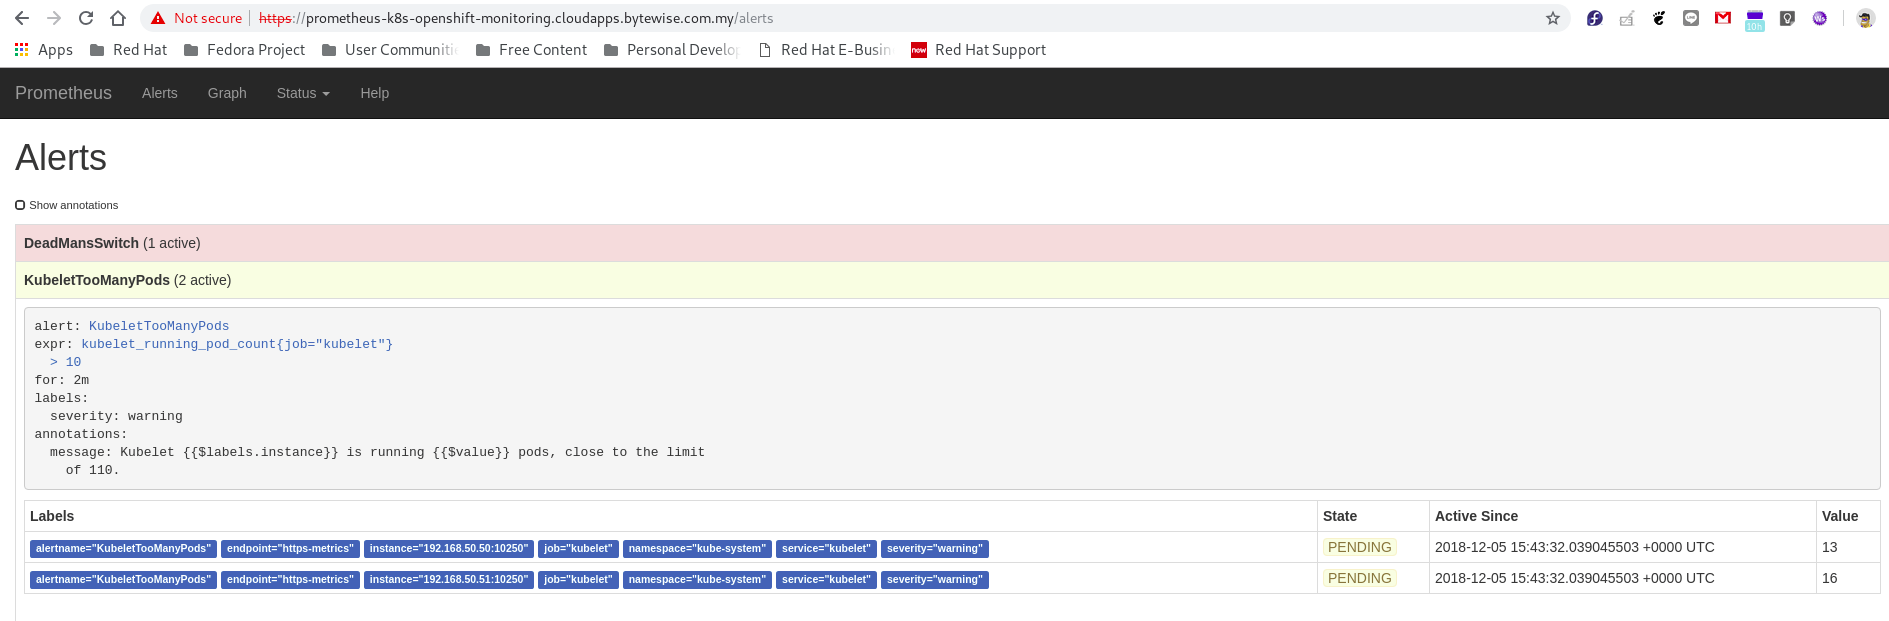 Not secure https://prometheus-k8s-openshift-monitoring.cloudapps.bytewise.com.my/alerts
10h
Apps Red Hat Fedora Project User Communitie Free Content Personal Develop Red Hat E-Busin now Red Hat Support
Prometheus Alerts Graph Status Help
Alerts
Show annotations
DeadMansSwitch (1 active)
KubeletTooManyPods (2 active)
alert: KubeletTooManyPods
expr: kubelet_running_pod_count{job="kubelet"}
> 10
for: 2m
labels:
severity: warning
annotations:
message: Kubelet {{$labels.instance}} is running {{$value}} pods, close to the limit
of 110.
Labels State Active Since Value
alertname="KubeletTooManyPods" endpoint="https-metrics" instance="192.168.50.50:10250" job="kubelet" namespace="kube-system" service="kubelet" severity="warning" PENDING 2018-12-05 15:43:32.039045503 +0000 UTC 13
alertname="KubeletTooManyPods" endpoint="https-metrics" instance="192.168.50.51:10250" job="kubelet" namespace="kube-system" service="kubelet" severity="warning" PENDING 2018-12-05 15:43:32.039045503 +0000 UTC 16